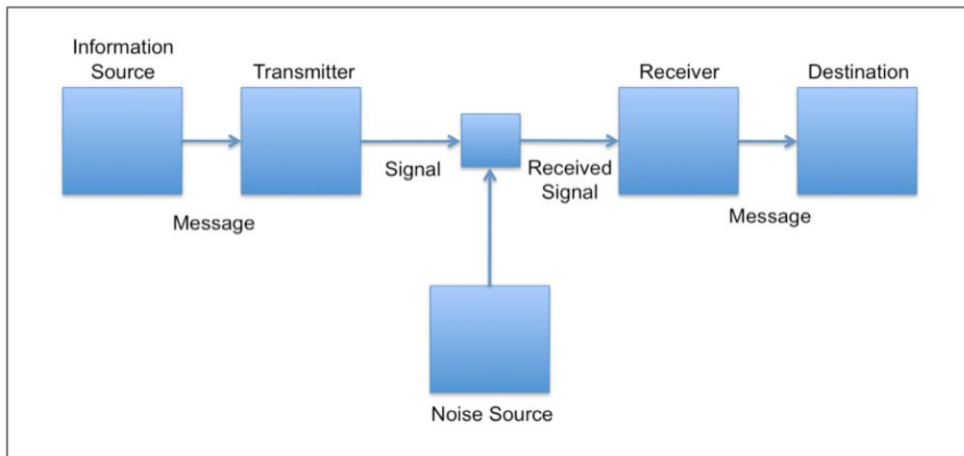 Information
Source
Transmitter
Receiver
Destination
Signal
Received
Signal
Message
Message
Noise Source